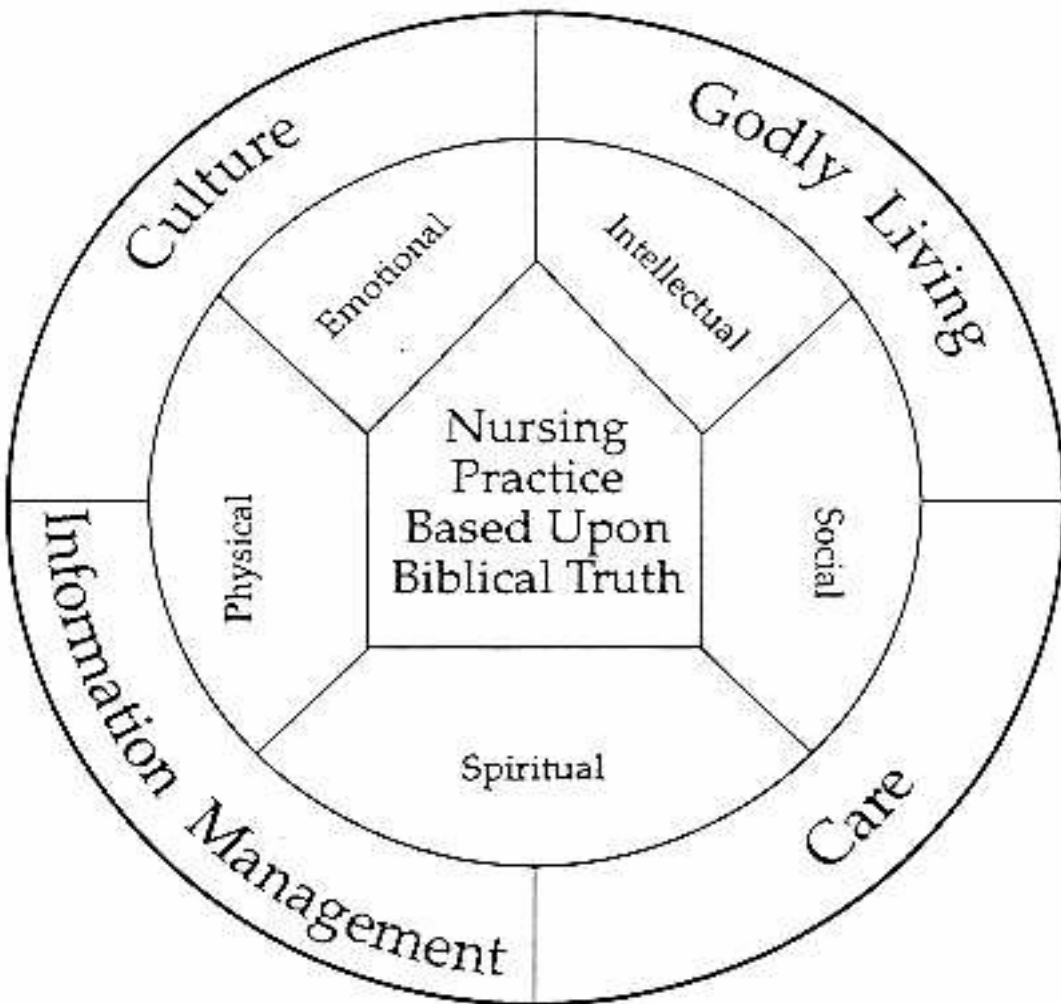 Culture
Godly Living
Emotional
Intellectual
Nursing
Practice
Based Upon
Biblical Truth
Physical
Social
Spiritual
Information Management
Care